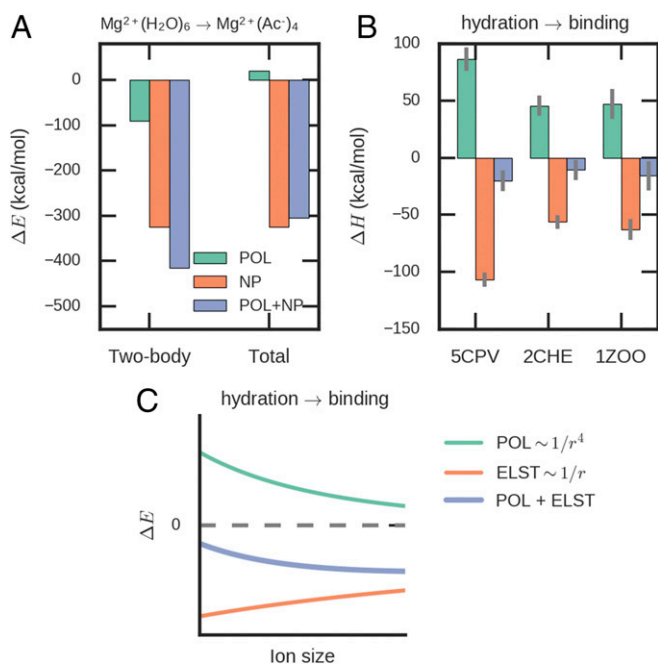 A
Mg²⁺(H₂O)₆ → Mg²⁺(Ac⁻)₄
ΔE (kcal/mol)
0
−100
−200
−300
−400
−500
POL
NP
POL+NP
Two-body
Total
B
hydration → binding
ΔH (kcal/mol)
100
50
0
−50
−100
−150
5CPV
2CHE
1ZOO
C
hydration → binding
ΔE
0
Ion size
POL ∼ 1/r⁴
ELST ∼ 1/r
POL + ELST